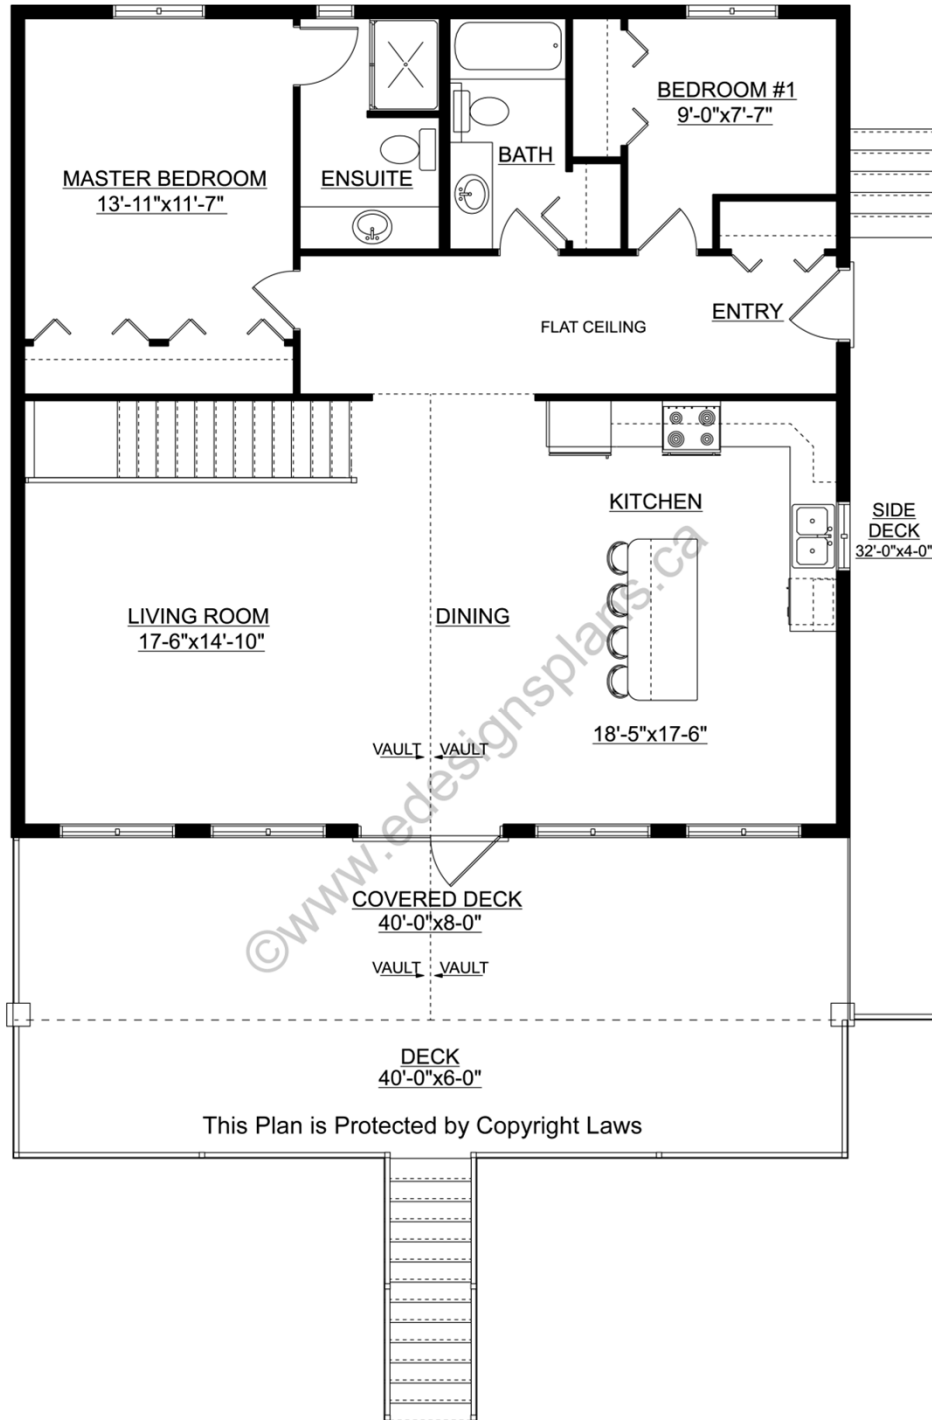 BEDROOM #1
9'-0"x7'-7"
BATH
MASTER BEDROOM
13'-11"x11'-7"
ENSUITE
ENTRY
FLAT CEILING
KITCHEN
SIDE
DECK
32'-0"x4'-0"
LIVING ROOM
17-6"x14'-10"
DINING
18'-5"x17-6"
VAULT VAULT
©www.edesignsplans.ca
COVERED DECK
40'-0"x8-0"
VAULT VAULT
DECK
40'-0"x6-0"
This Plan is Protected by Copyright Laws